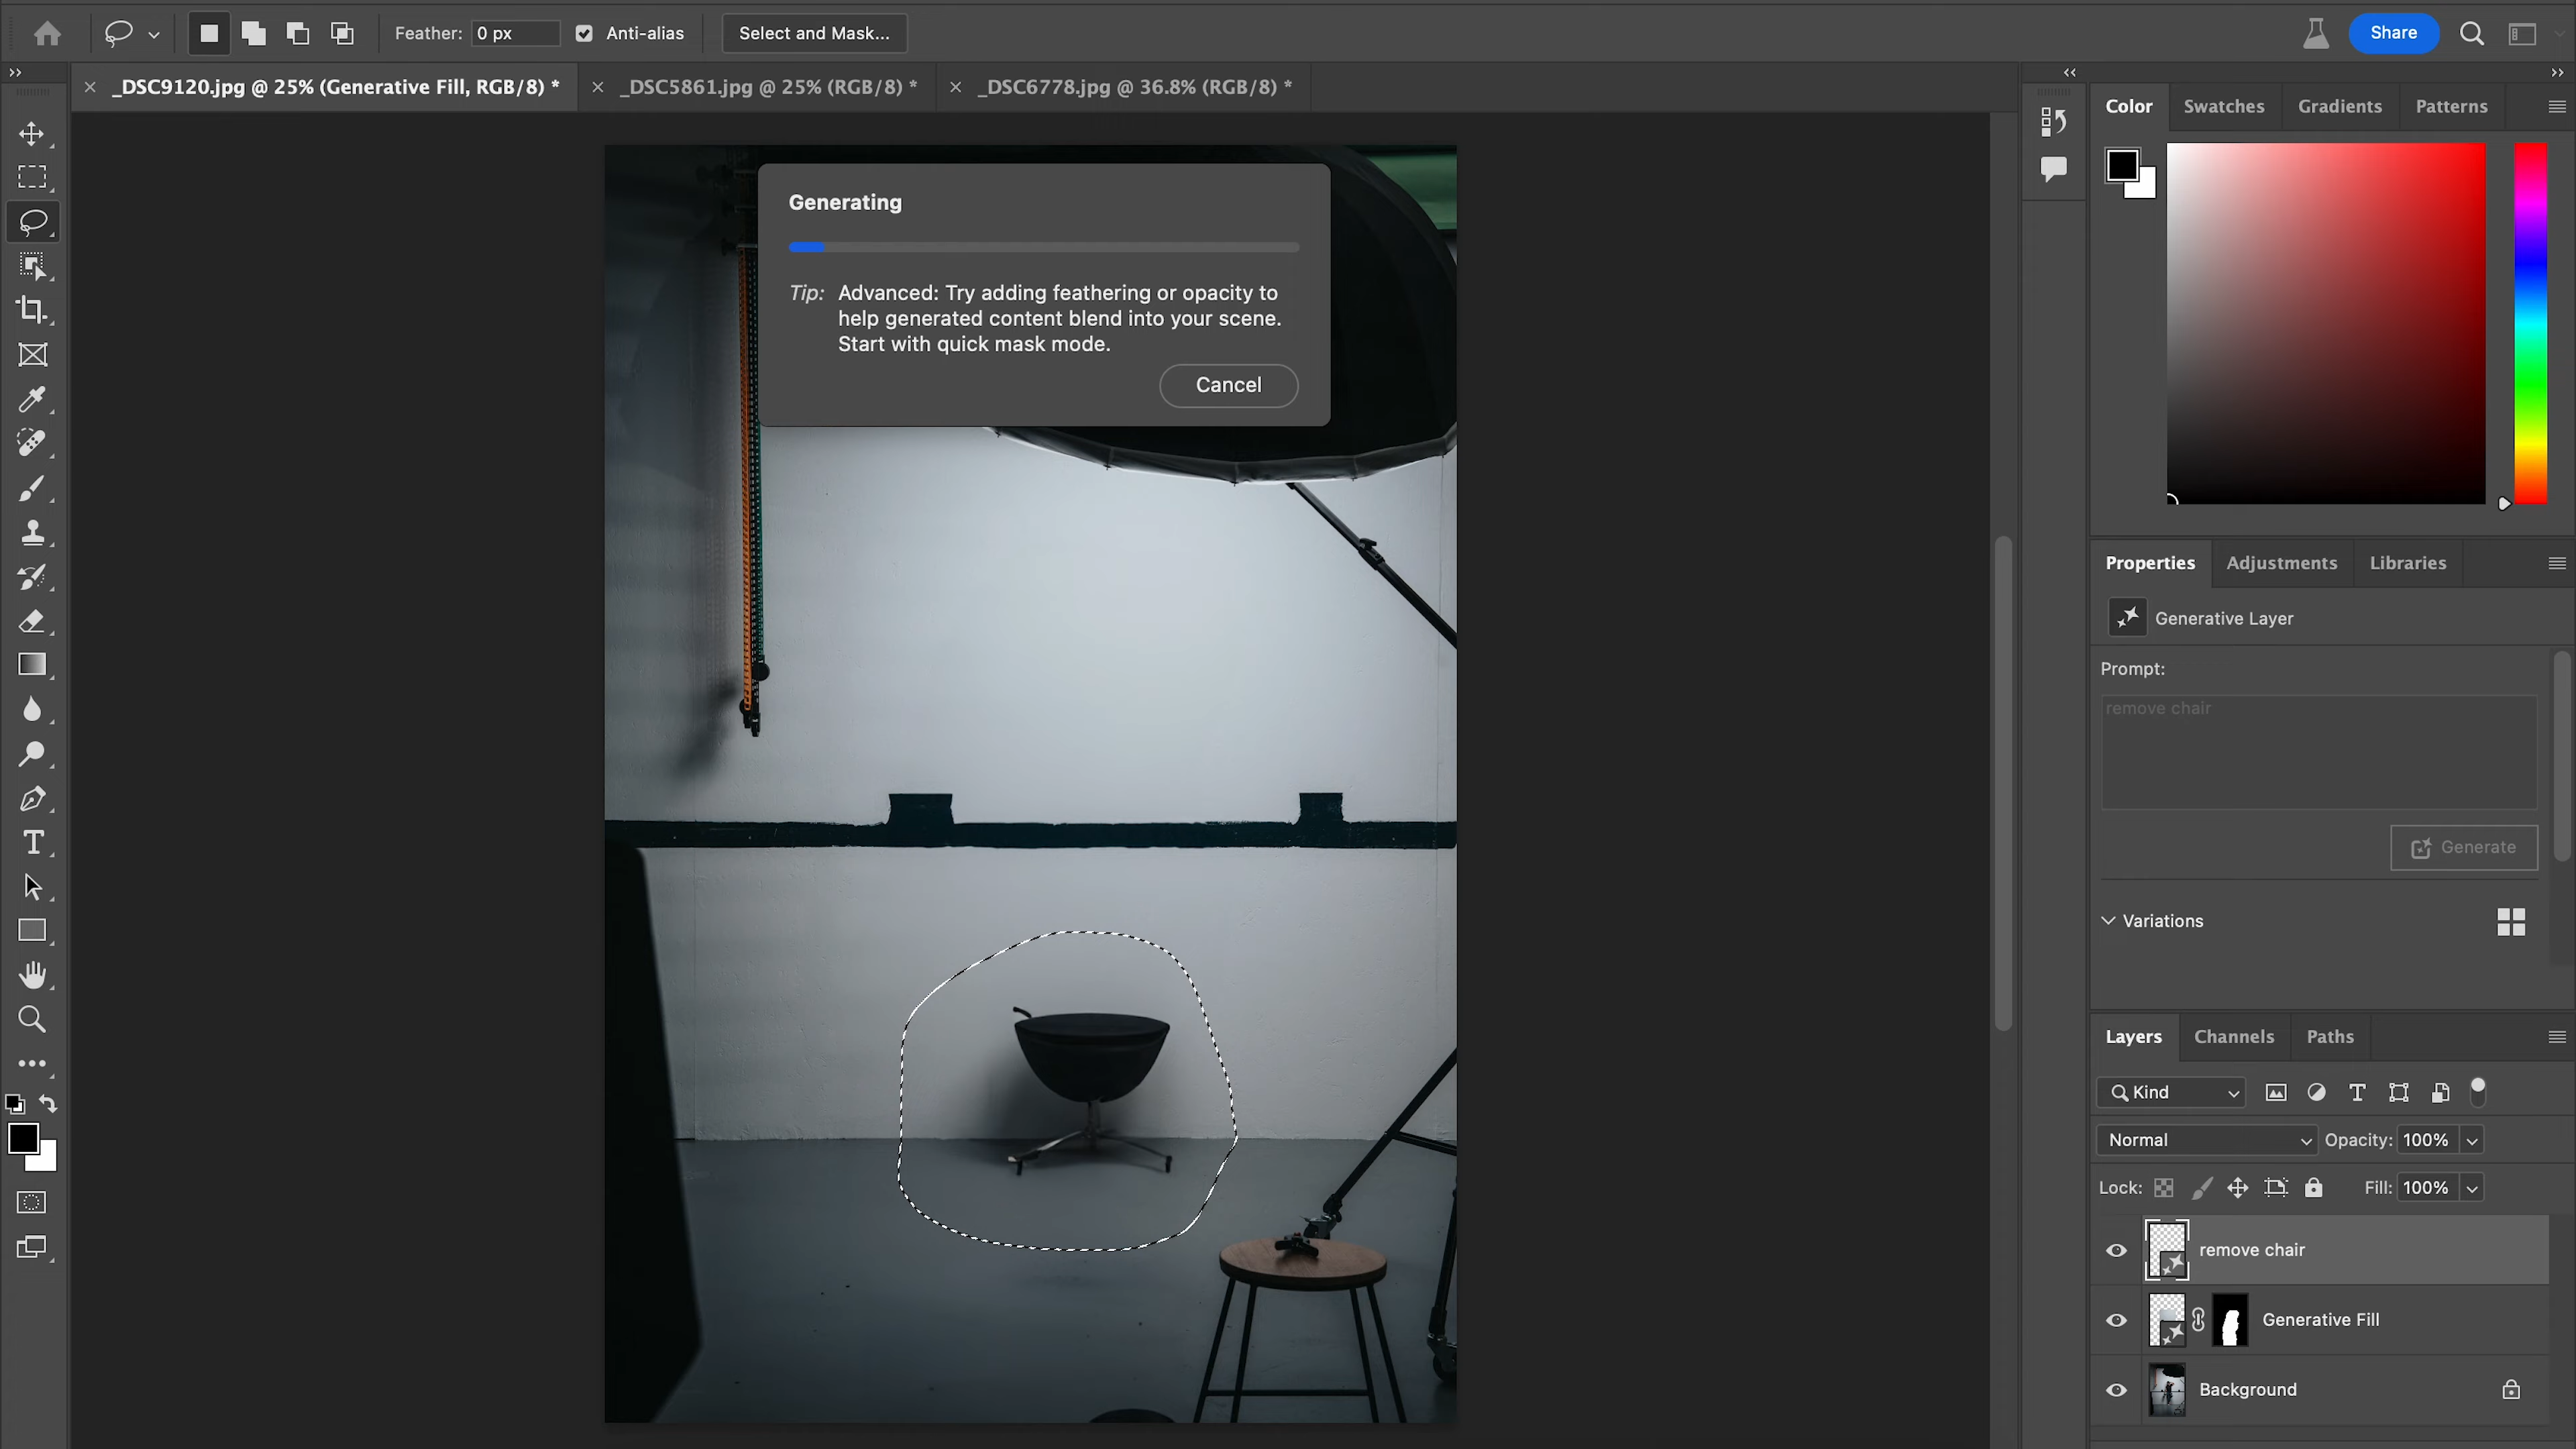 Feather: 0 px Anti-alias Select and Mask... Share
_DSC9120.jpg @ 25% (Generative Fill, RGB/8) * _DSC5861.jpg @ 25% (RGB/8) * _DSC6778.jpg @ 36.8% (RGB/8) *
Color Swatches Gradients Patterns
Generating
Tip: Advanced: Try adding feathering or opacity to
help generated content blend into your scene.
Start with quick mask mode.
Cancel
Properties Adjustments Libraries
Generative Layer
Prompt:
remove chair
Generate
Variations
Layers Channels Paths
Kind
Normal Opacity: 100%
Lock: Fill: 100%
remove chair
Generative Fill
Background